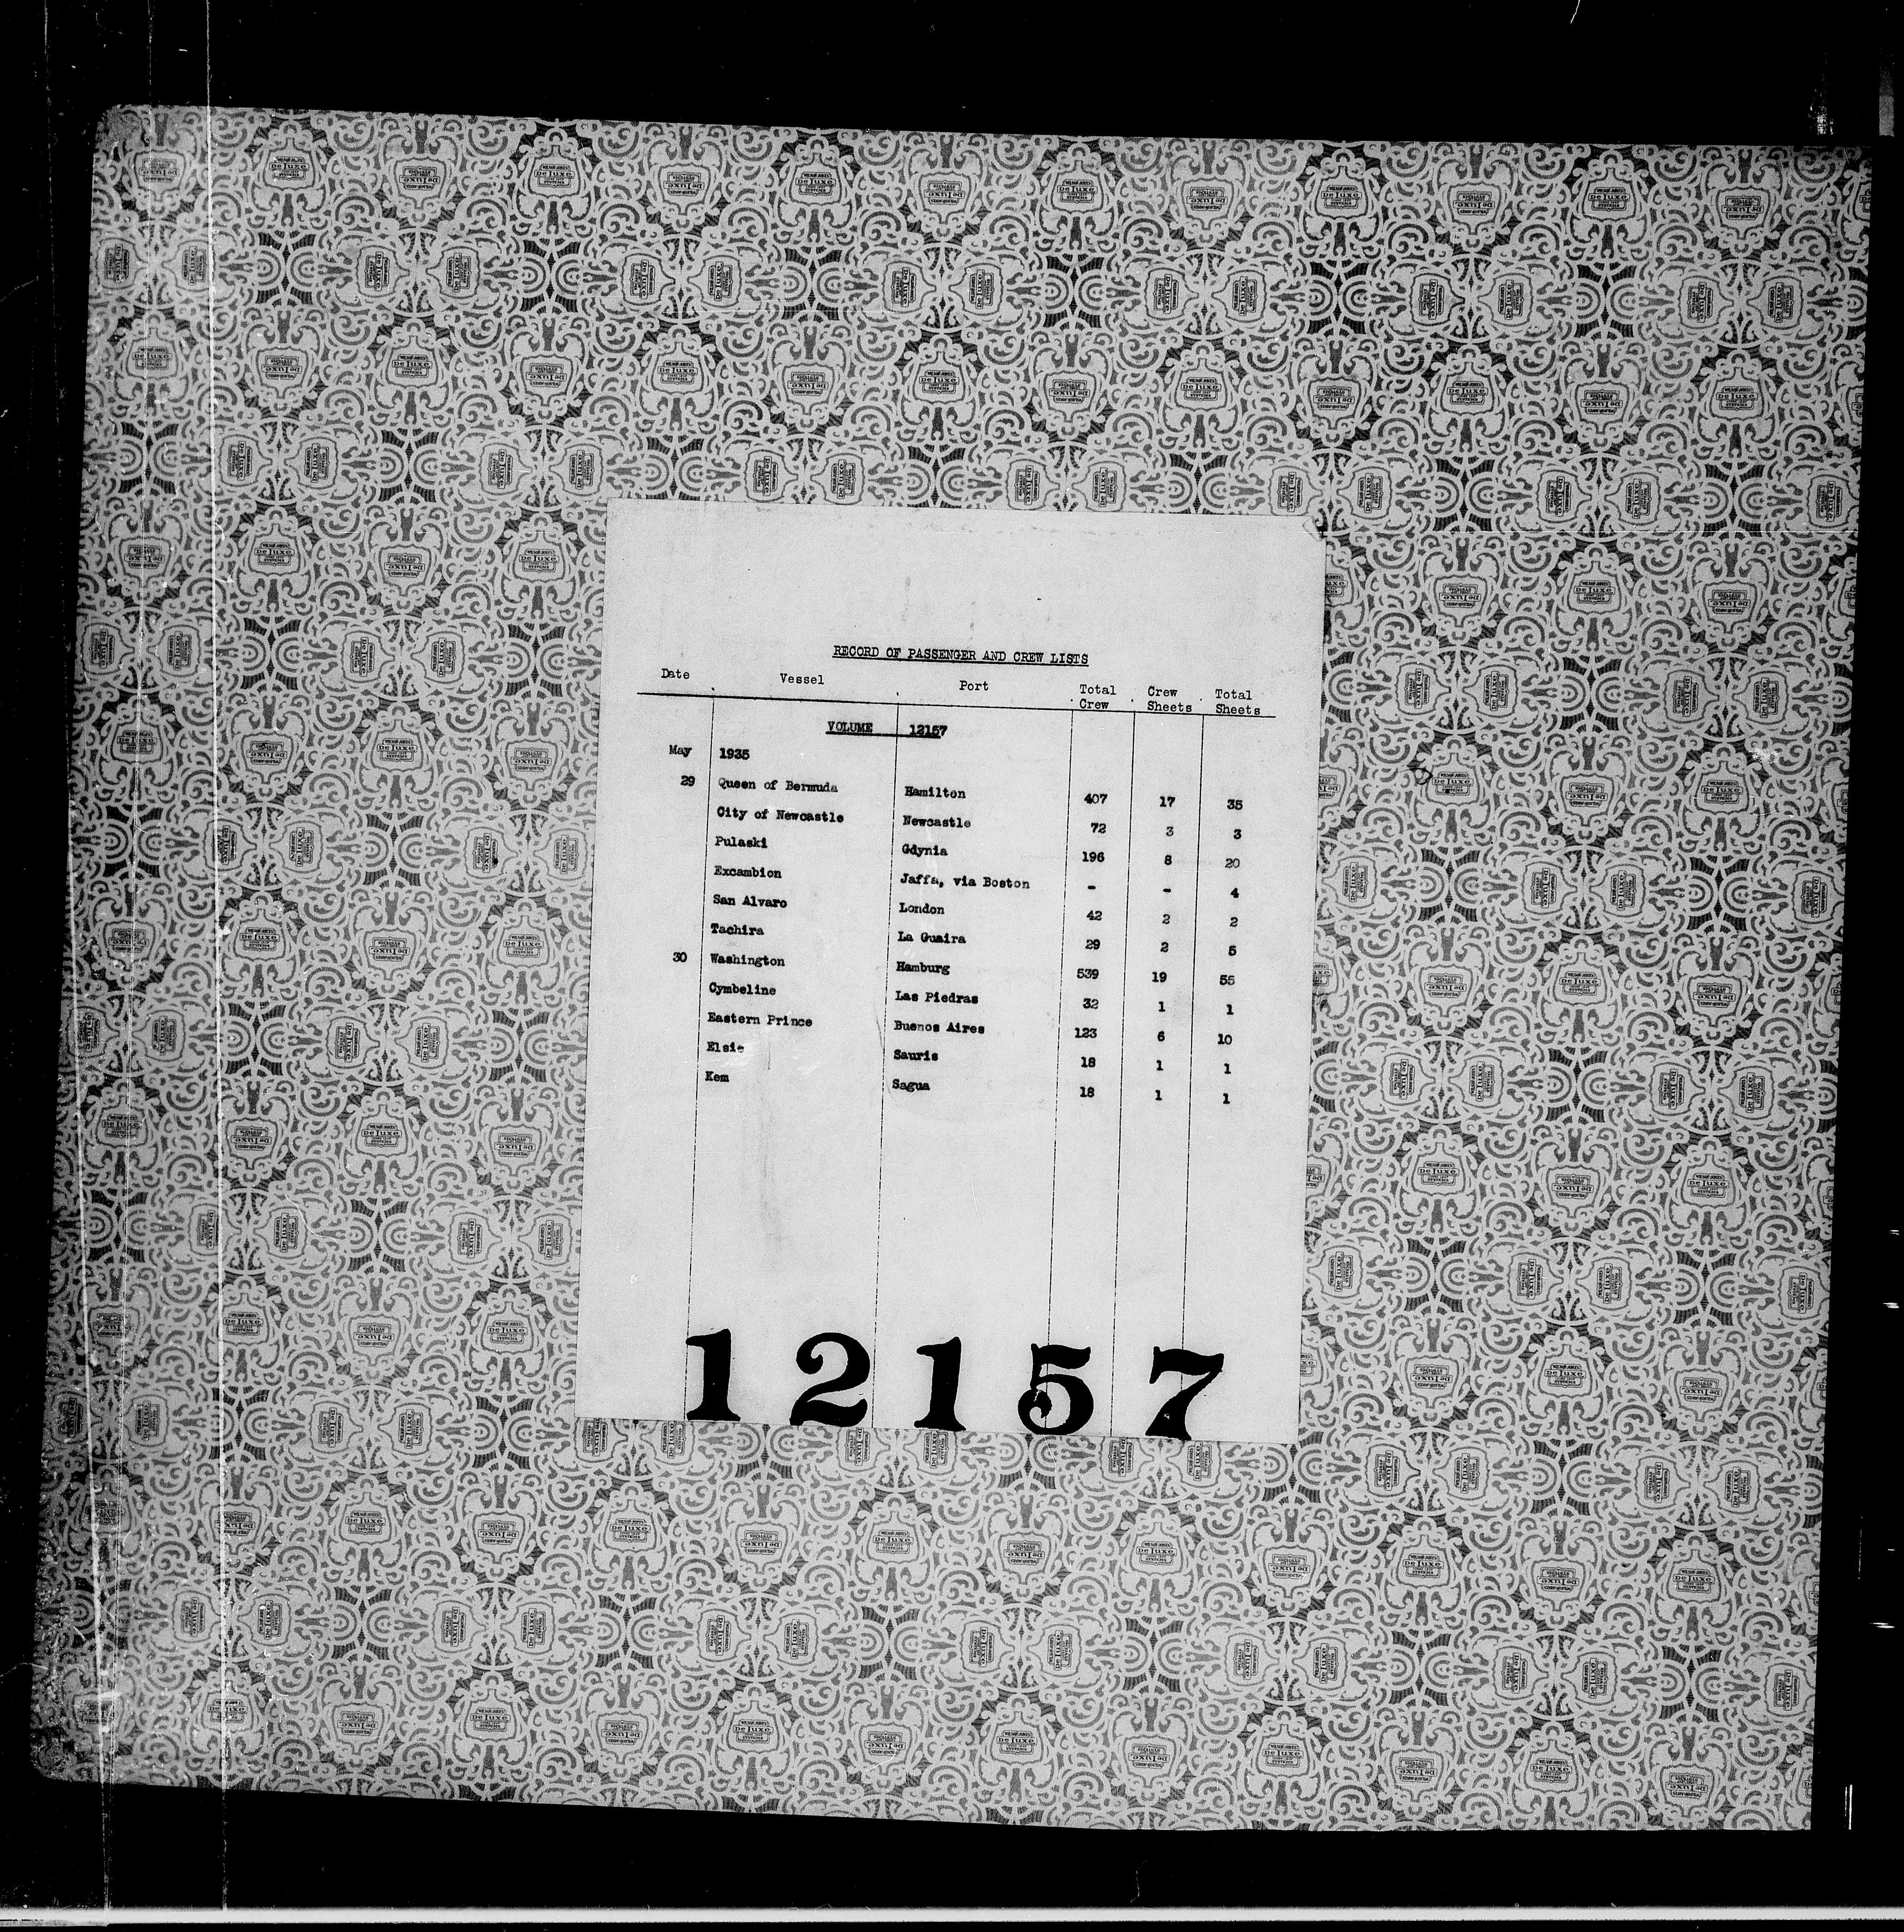 RECORD OF PASSENGER AND CREW LISTS
Date Vessel Port Total Crew Crew Sheets Total Sheets
VOLUME 12157
May 1935
29 Queen of Bermuda Hamilton 407 17 35
City of Newcastle Newcastle 72 3 3
Pulaski Gdynia 196 8 20
Excambion Jaffa, via Boston - - 4
San Alvaro London 42 2 2
Tachira La Guaira 29 2 5
30 Washington Hamburg 539 19 55
Cymbeline Las Piedras 32 1 1
Eastern Prince Buenos Aires 123 6 10
Elsie Sauris 18 1 1
Kem Sagua 18 1 1
12157